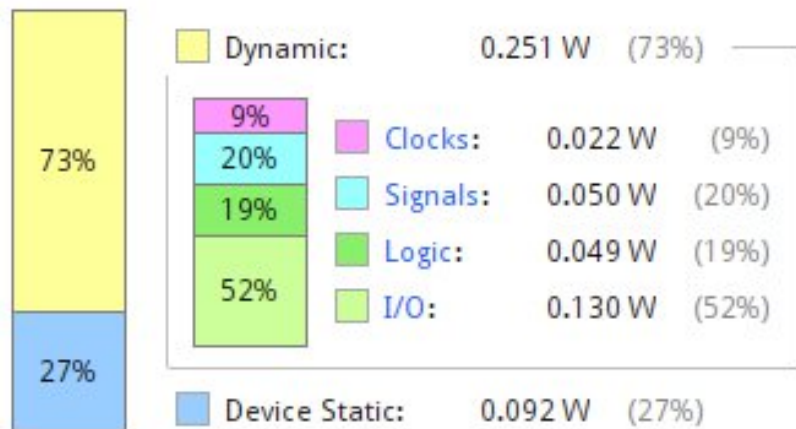 Dynamic: 0.251 W (73%)
73%
9%
Clocks: 0.022 W (9%)
20%
Signals: 0.050 W (20%)
19%
Logic: 0.049 W (19%)
52%
I/O: 0.130 W (52%)
27%
Device Static: 0.092 W (27%)